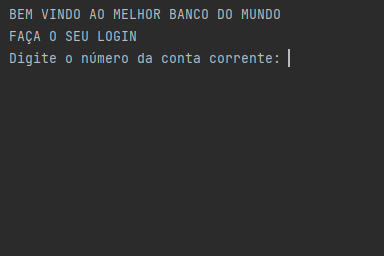 BEM VINDO AO MELHOR BANCO DO MUNDO
FAÇA O SEU LOGIN
Digite o número da conta corrente: